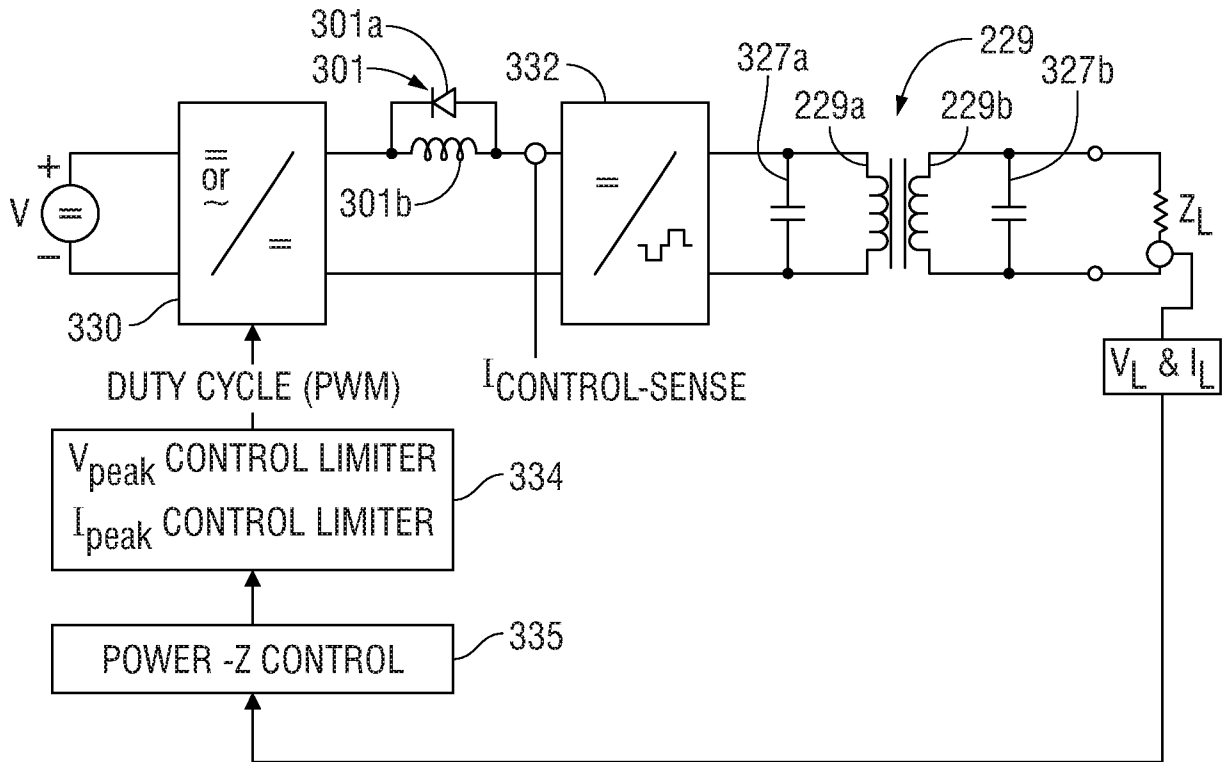 301a
301
332
327a
229
327b
229a
229b
+
V
−
or
~
301b
Z_L
330
DUTY CYCLE (PWM)
I_CONTROL-SENSE
V_L & I_L
V_peak CONTROL LIMITER
I_peak CONTROL LIMITER
334
POWER -Z CONTROL
335